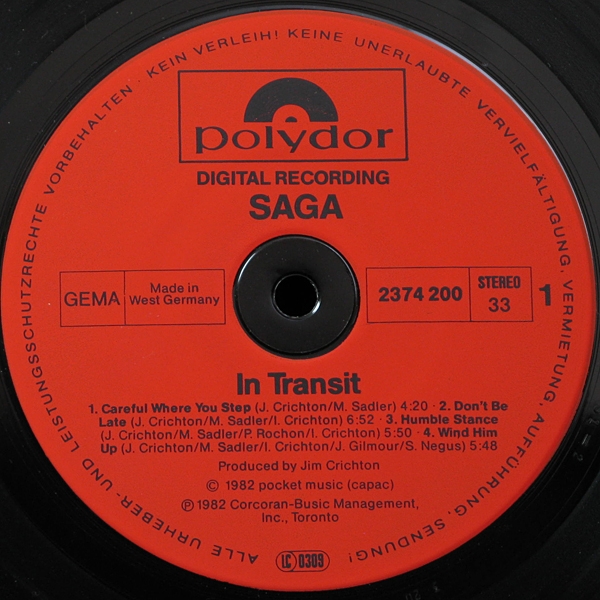 ALLE URHEBER- UND LEISTUNGSSCHUTZRECHTE VORBEHALTEN · KEIN VERLEIH! KEINE UNERLAUBTE VERVIELFÄLTIGUNG, VERMIETUNG, AUFFÜHRUNG, SENDUNG!
polydor
DIGITAL RECORDING
SAGA
GEMA
Made in
West Germany
2374 200
STEREO
33
1
In Transit
1. Careful Where You Step (J. Crichton/M. Sadler) 4:20 · 2. Don't Be
Late (J. Crichton/M. Sadler/I. Crichton) 6:52 · 3. Humble Stance
(J. Crichton/M. Sadler/P. Rochon/I. Crichton) 5:50 · 4. Wind Him
Up (J. Crichton/M. Sadler/I. Crichton/J. Gilmour/S. Negus) 5:48
Produced by Jim Crichton
© 1982 pocket music (capac)
℗ 1982 Corcoran-Busic Management,
Inc., Toronto
LC 0309